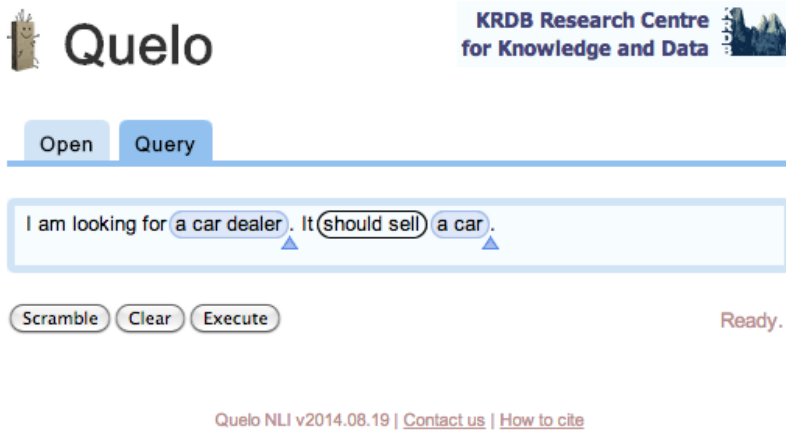 Quelo
KRDB Research Centre
for Knowledge and Data
KRDB
Open Query
I am looking for a car dealer. It should sell a car.
Scramble Clear Execute Ready.
Quelo NLI v2014.08.19 | Contact us | How to cite